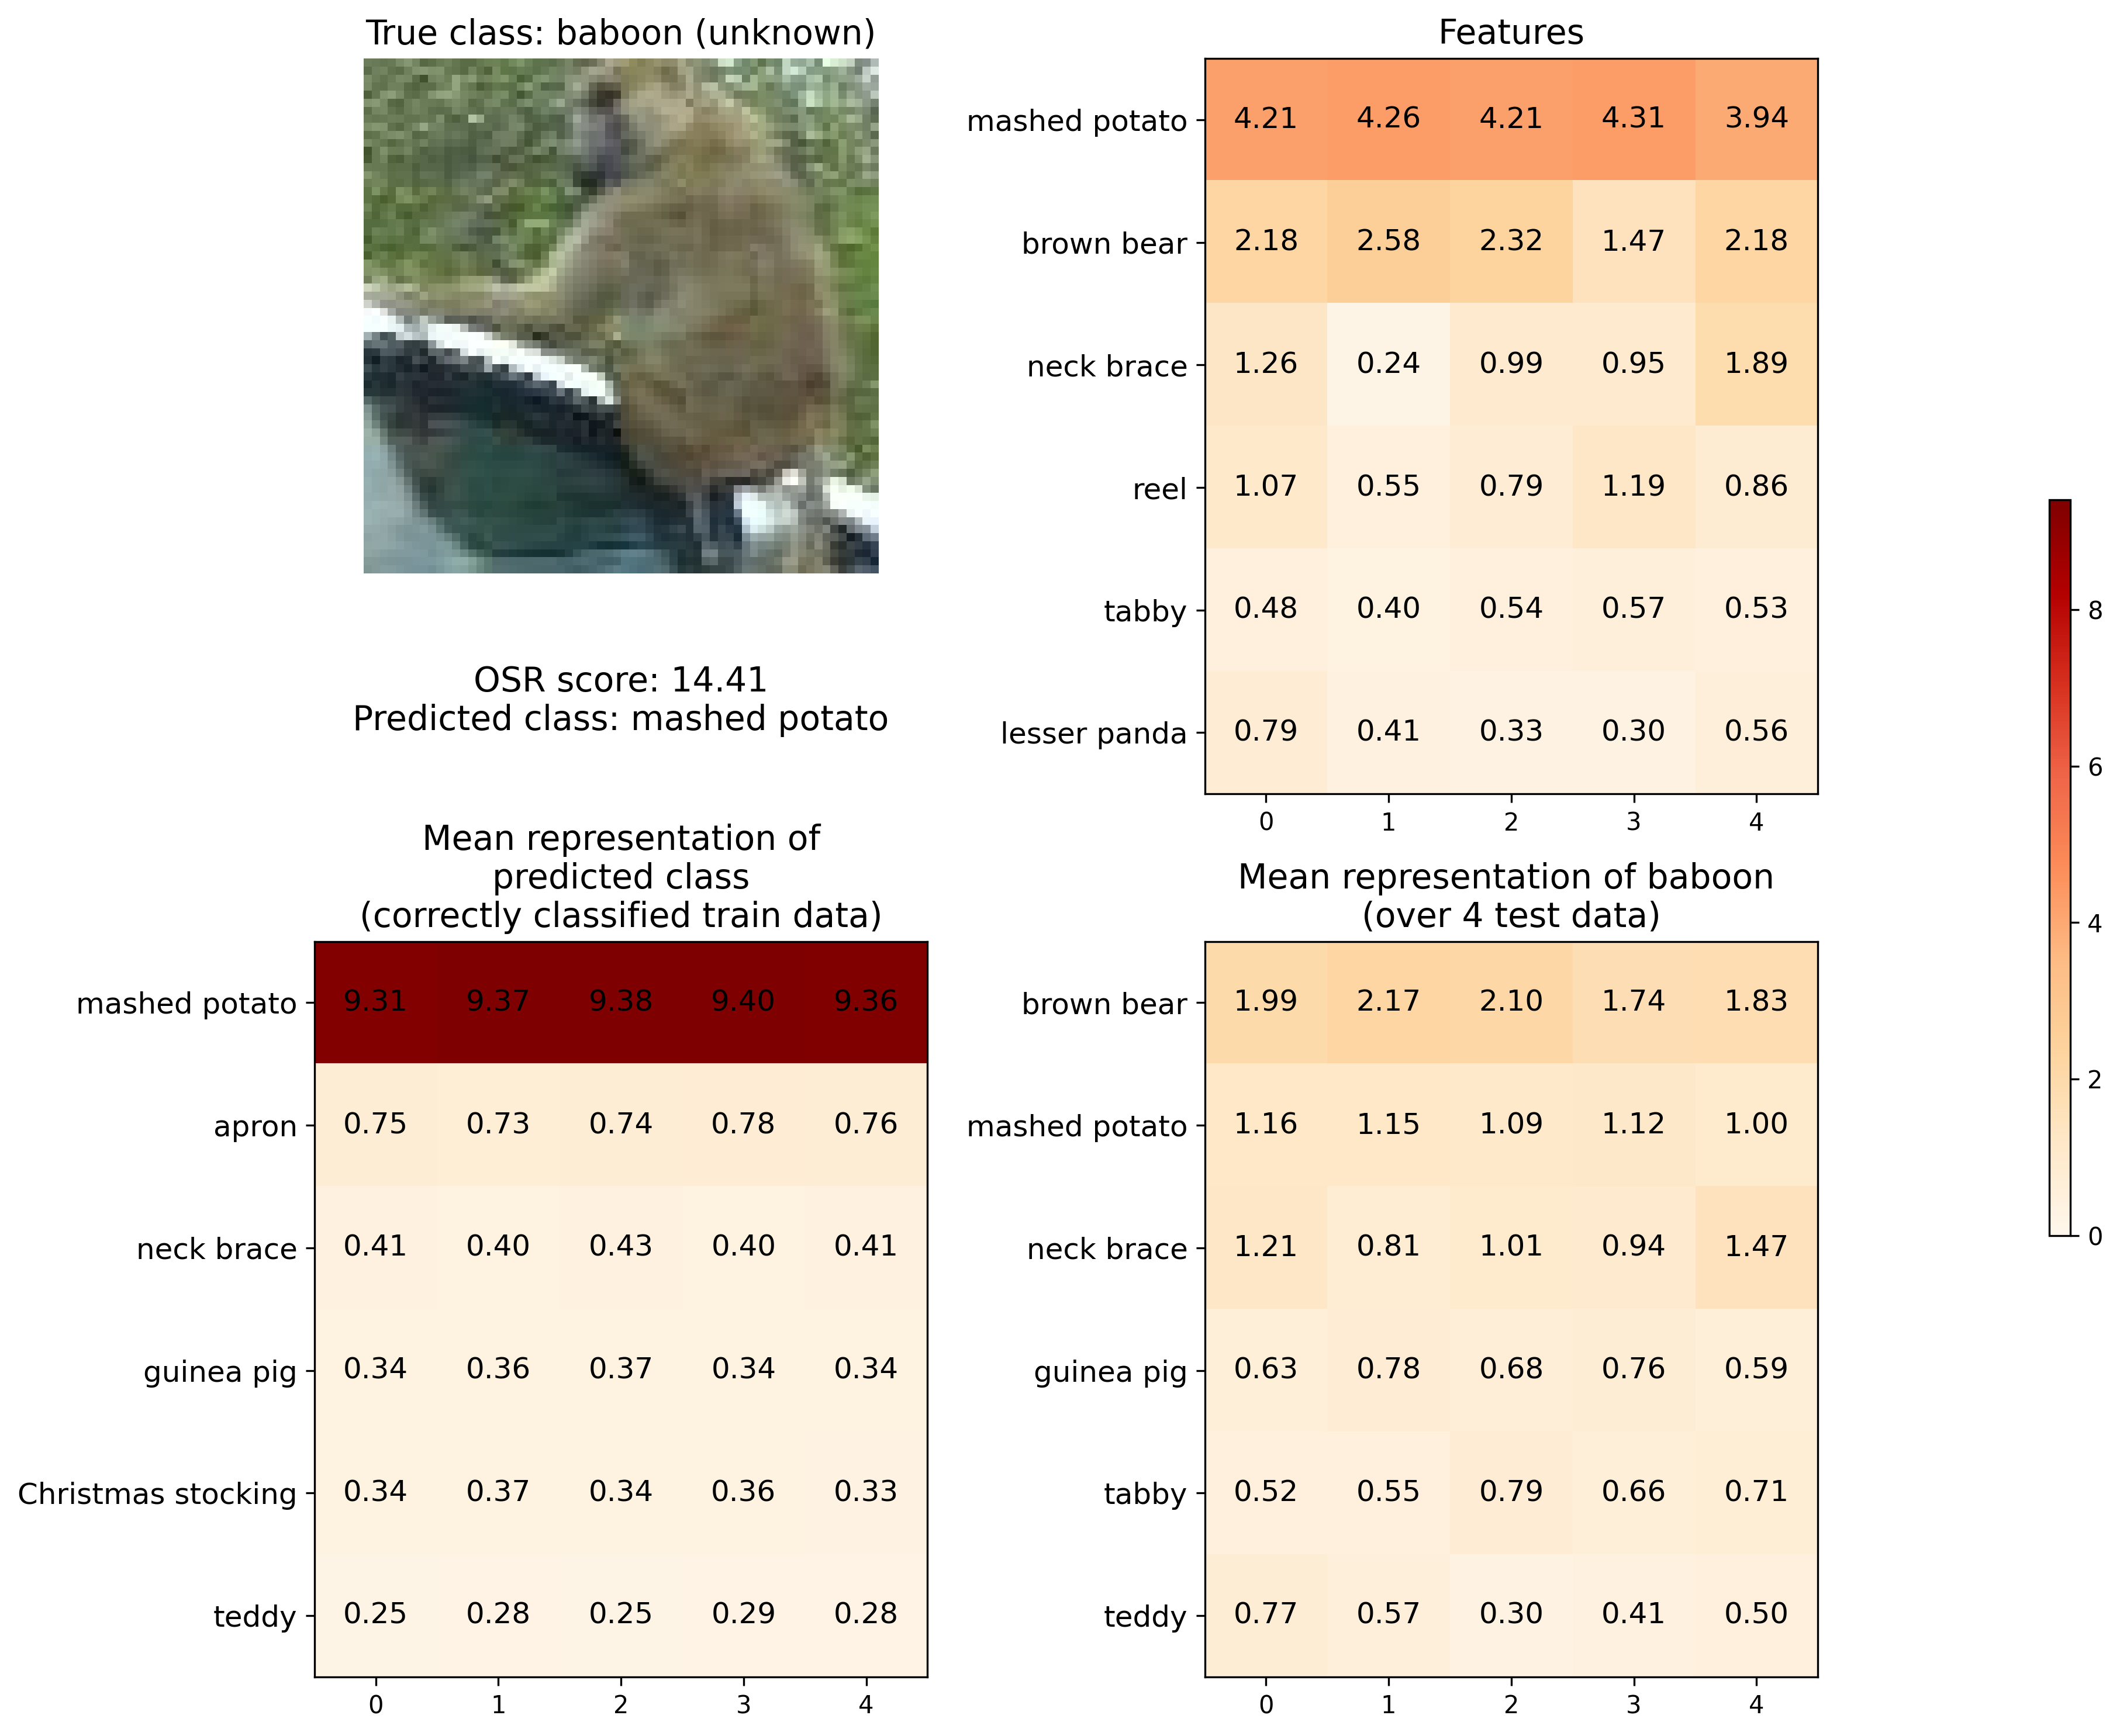 True class: baboon (unknown)
OSR score: 14.41
Predicted class: mashed potato
Features
mashed potato 4.21 4.26 4.21 4.31 3.94
brown bear 2.18 2.58 2.32 1.47 2.18
neck brace 1.26 0.24 0.99 0.95 1.89
reel 1.07 0.55 0.79 1.19 0.86
tabby 0.48 0.40 0.54 0.57 0.53
lesser panda 0.79 0.41 0.33 0.30 0.56
0 1 2 3 4
Mean representation of
predicted class
(correctly classified train data)
mashed potato 9.31 9.37 9.38 9.40 9.36
apron 0.75 0.73 0.74 0.78 0.76
neck brace 0.41 0.40 0.43 0.40 0.41
guinea pig 0.34 0.36 0.37 0.34 0.34
Christmas stocking 0.34 0.37 0.34 0.36 0.33
teddy 0.25 0.28 0.25 0.29 0.28
0 1 2 3 4
Mean representation of baboon
(over 4 test data)
brown bear 1.99 2.17 2.10 1.74 1.83
mashed potato 1.16 1.15 1.09 1.12 1.00
neck brace 1.21 0.81 1.01 0.94 1.47
guinea pig 0.63 0.78 0.68 0.76 0.59
tabby 0.52 0.55 0.79 0.66 0.71
teddy 0.77 0.57 0.30 0.41 0.50
0 1 2 3 4
8
6
4
2
0